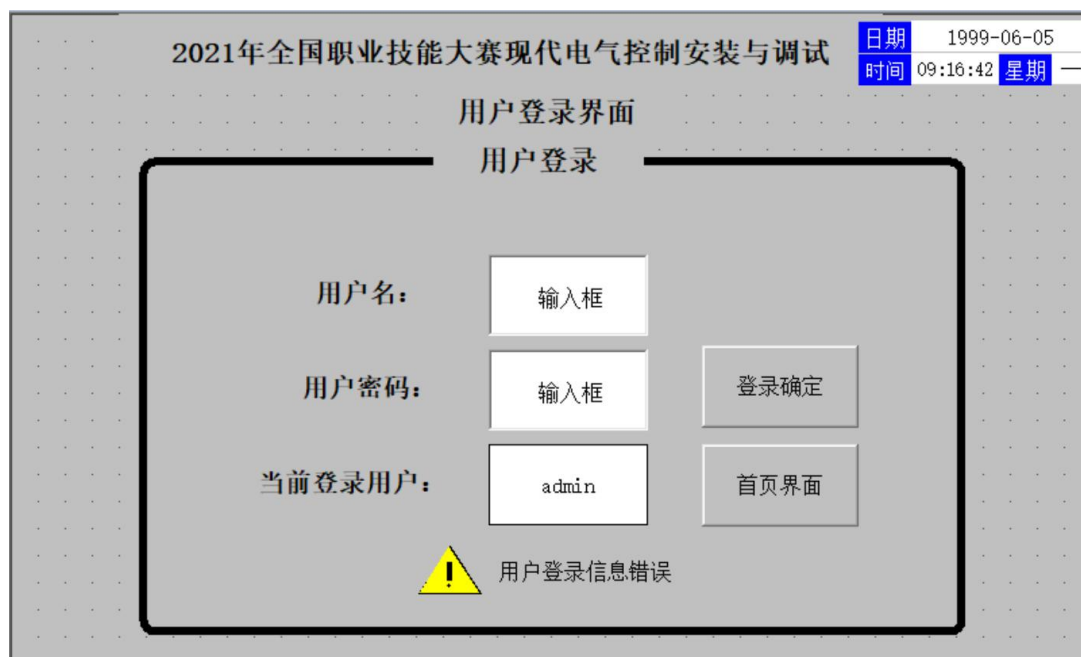 2021年全国职业技能大赛现代电气控制安装与调试
日期 1999-06-05
时间 09:16:42 星期 一
用户登录界面
用户登录
用户名： 输入框
用户密码： 输入框 登录确定
当前登录用户： admin 首页界面
! 用户登录信息错误